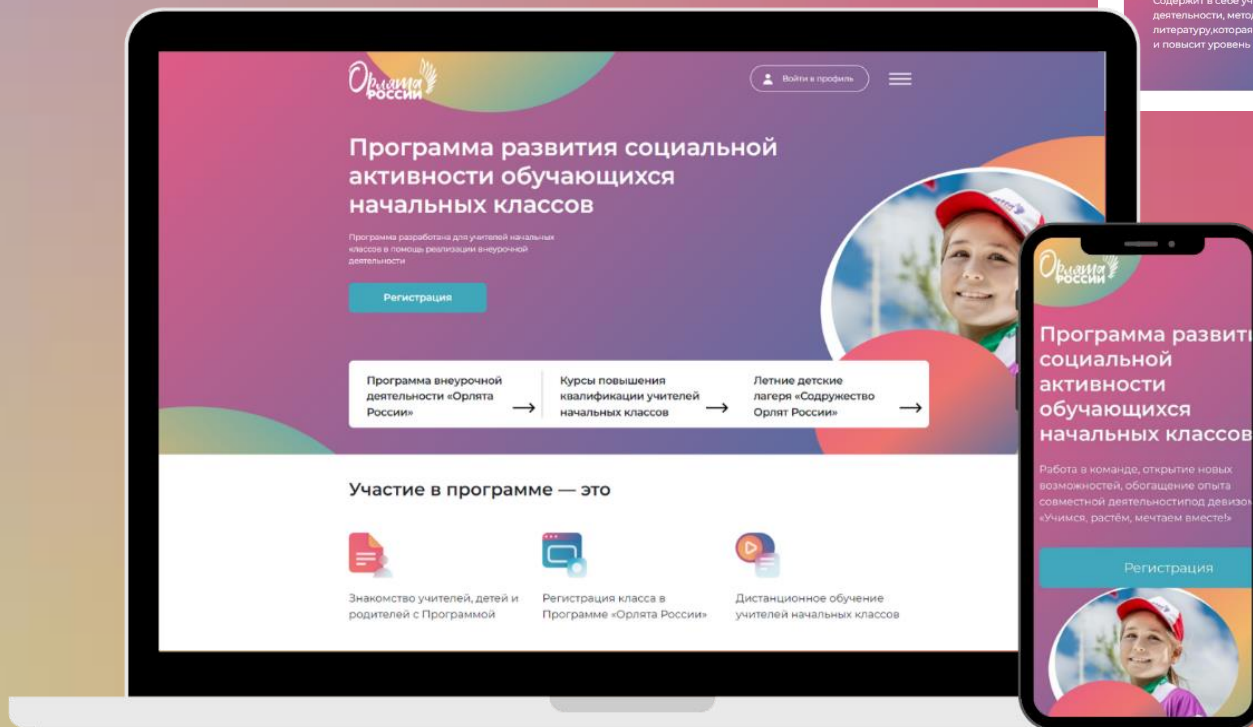 Содержит в себе уч
деятельности, мето
литературу,которая
и повысит уровень
Орлята
РОССИИ
Войти в профиль
Программа развития социальной
активности обучающихся
начальных классов
Программа разработана для учителей начальных
классов в помощь реализации внеурочной
деятельности
Регистрация
Программа внеурочной
деятельности «Орлята
России»
Курсы повышения
квалификации учителей
начальных классов
Летние детские
лагеря «Содружество
Орлят России»
Участие в программе — это
Знакомство учителей, детей и
родителей с Программой
Регистрация класса в
Программе «Орлята России»
Дистанционное обучение
учителей начальных классов
Орлята
РОССИИ
Программа развити
социальной
активности
обучающихся
начальных классов
Работа в команде, открытие новых
возможностей, обогащение опыта
совместной деятельностипод девизом
«Учимся, растём, мечтаем вместе!»
Регистрация